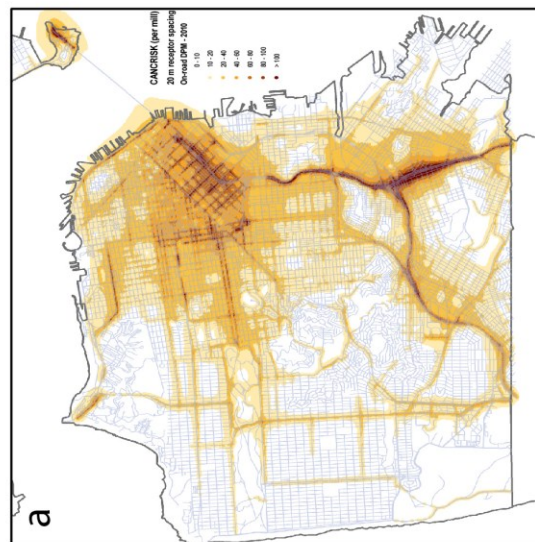 a
CANCRISK (per mill)
20 m receptor spacing
On-road DPM - 2010
0 - 10
10 - 20
20 - 40
40 - 60
60 - 80
80 - 100
> 100